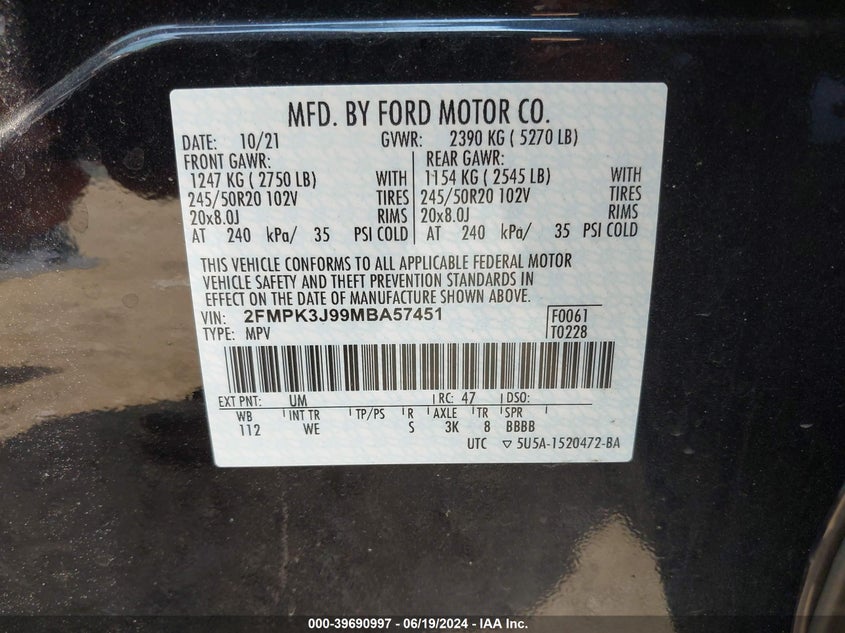 MFD. BY FORD MOTOR CO.
DATE: 10/21 GVWR: 2390 KG ( 5270 LB)
FRONT GAWR: REAR GAWR:
1247 KG ( 2750 LB) WITH 1154 KG ( 2545 LB) WITH
245/50R20 102V TIRES 245/50R20 102V TIRES
20x8.0J RIMS 20x8.0J RIMS
AT 240 kPa/ 35 PSI COLD AT 240 kPa/ 35 PSI COLD
THIS VEHICLE CONFORMS TO ALL APPLICABLE FEDERAL MOTOR
VEHICLE SAFETY AND THEFT PREVENTION STANDARDS IN
EFFECT ON THE DATE OF MANUFACTURE SHOWN ABOVE.
VIN: 2FMPK3J99MBA57451 F0061
TYPE: MPV T0228
EXT PNT: UM RC: 47 DSO:
WB INT TR TP/PS R AXLE TR SPR
112 WE S 3K 8 BBBB
UTC ▽ 5U5A-1520472-BA
000-39690997 - 06/19/2024 - IAA Inc.